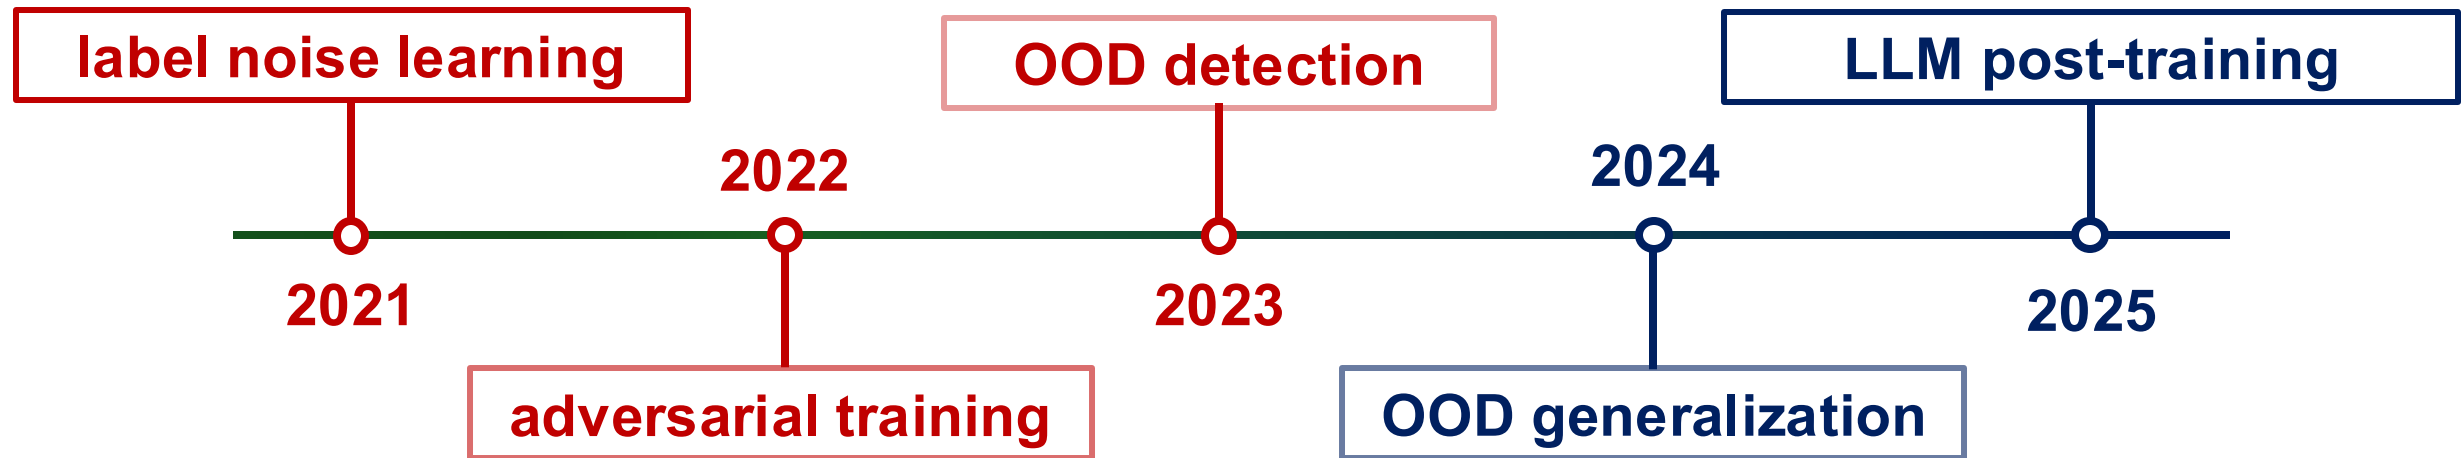 label noise learning
OOD detection
LLM post-training
2022
2024
2021
2023
2025
adversarial training
OOD generalization